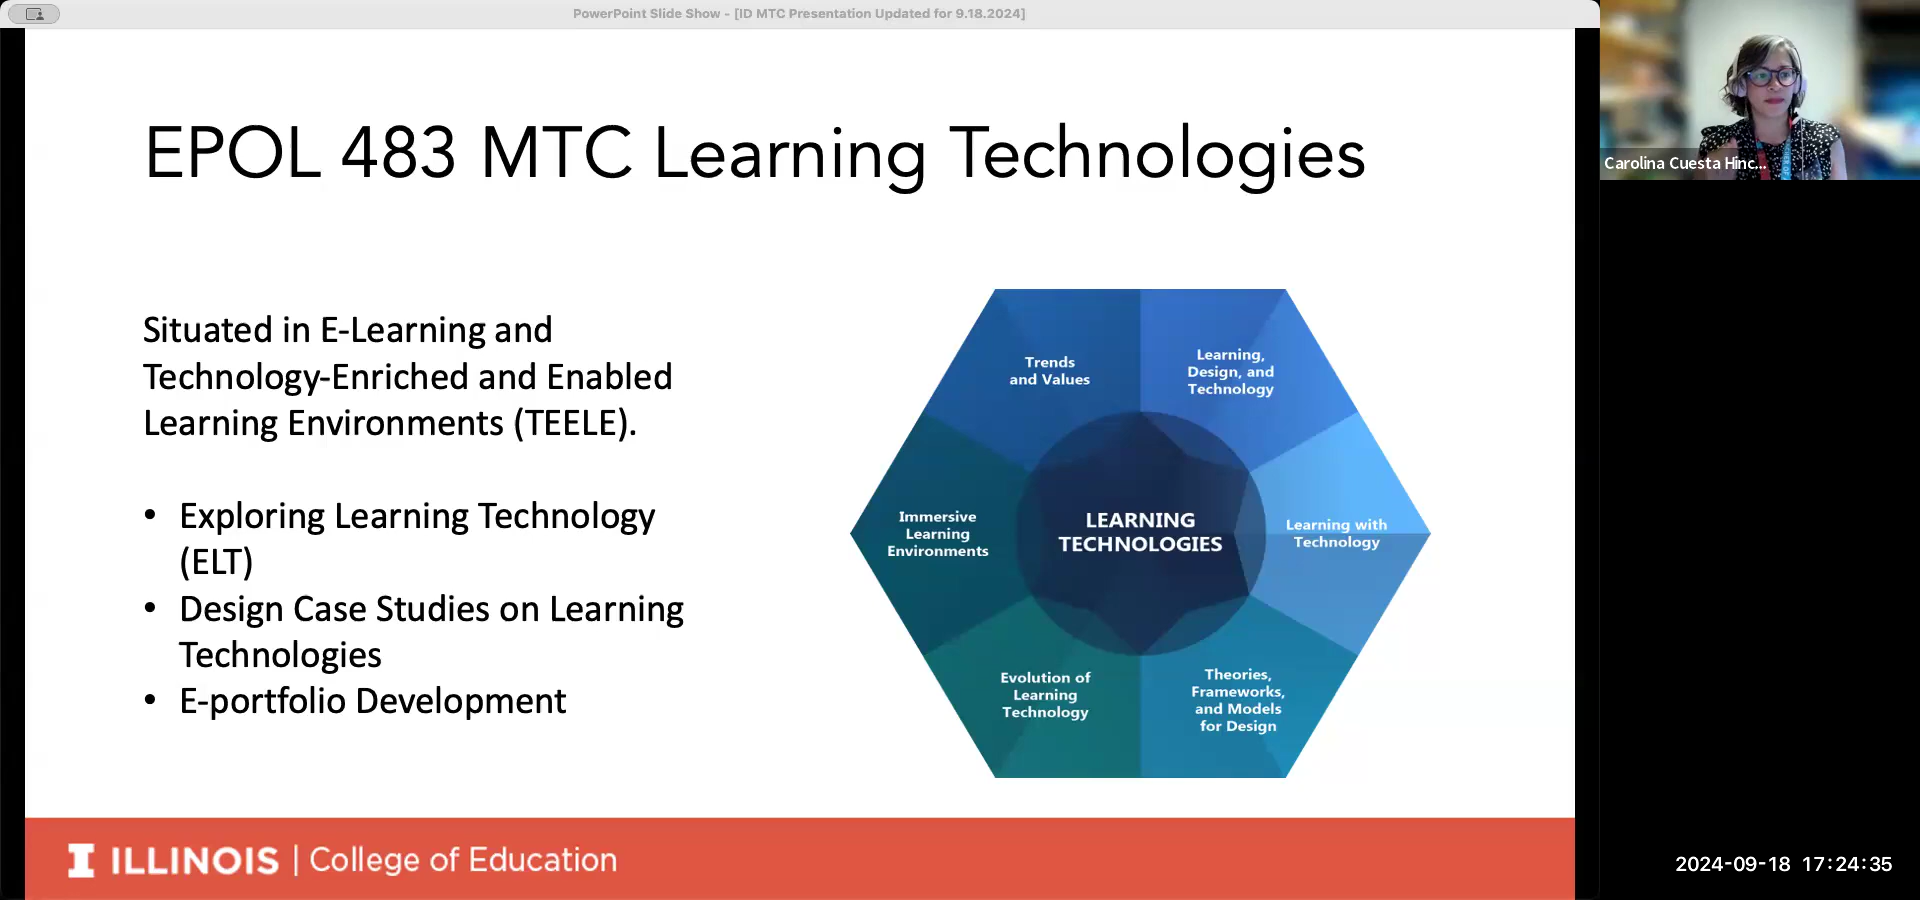 PowerPoint Slide Show - [ID MTC Presentation Updated for 9.18.2024]
EPOL 483 MTC Learning Technologies
Situated in E-Learning and
Technology-Enriched and Enabled
Learning Environments (TEELE).
• Exploring Learning Technology
(ELT)
• Design Case Studies on Learning
Technologies
• E-portfolio Development
Trends
and Values
Learning,
Design, and
Technology
Immersive
Learning
Environments
LEARNING
TECHNOLOGIES
Learning with
Technology
Evolution of
Learning
Technology
Theories,
Frameworks,
and Models
for Design
I ILLINOIS | College of Education
Carolina Cuesta Hinc...
2024-09-18 17:24:35